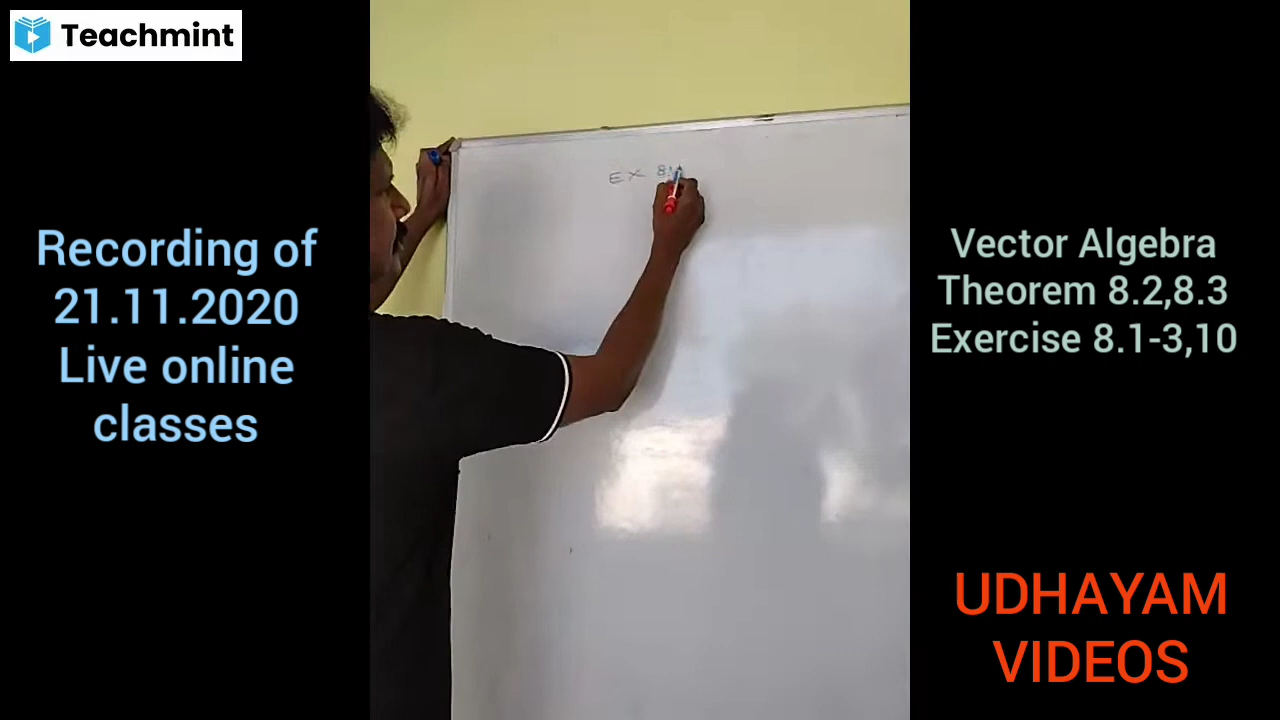 Teachmint
Recording of
21.11.2020
Live online
classes
EX 8.1
Vector Algebra
Theorem 8.2,8.3
Exercise 8.1-3,10
UDHAYAM
VIDEOS